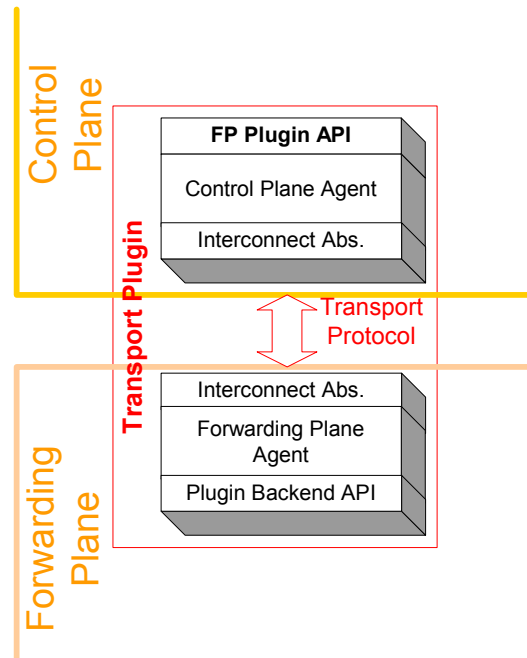 Control
Plane
FP Plugin API
Control Plane Agent
Interconnect Abs.
Transport Plugin
Transport
Protocol
Interconnect Abs.
Forwarding Plane
Agent
Plugin Backend API
Forwarding
Plane